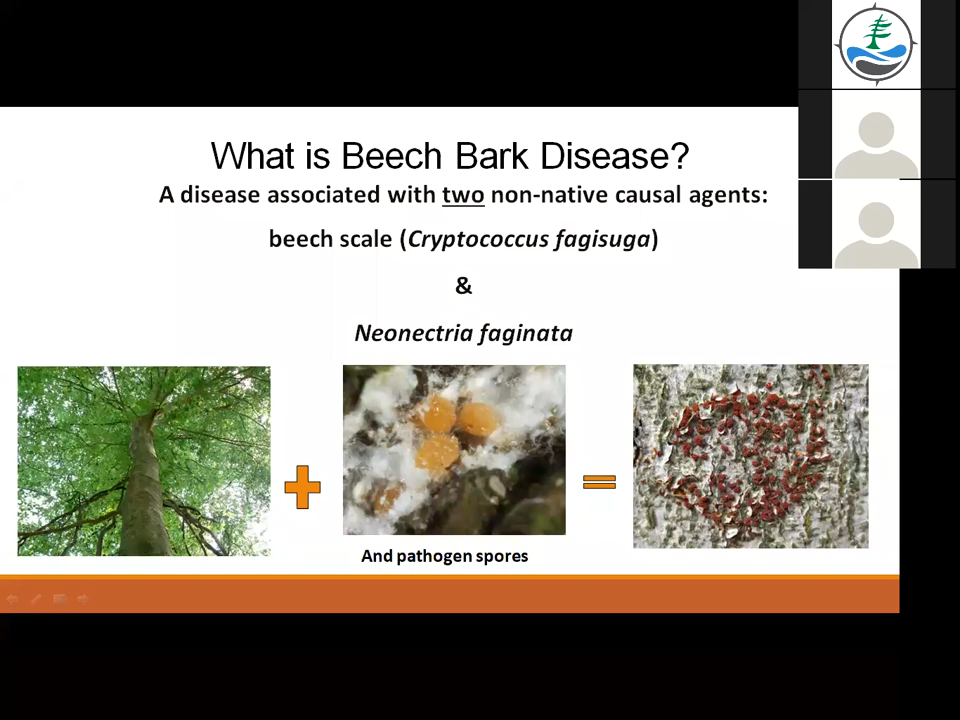 What is Beech Bark Disease?
A disease associated with two non-native causal agents:
beech scale (Cryptococcus fagisuga)
&
Neonectria faginata
And pathogen spores